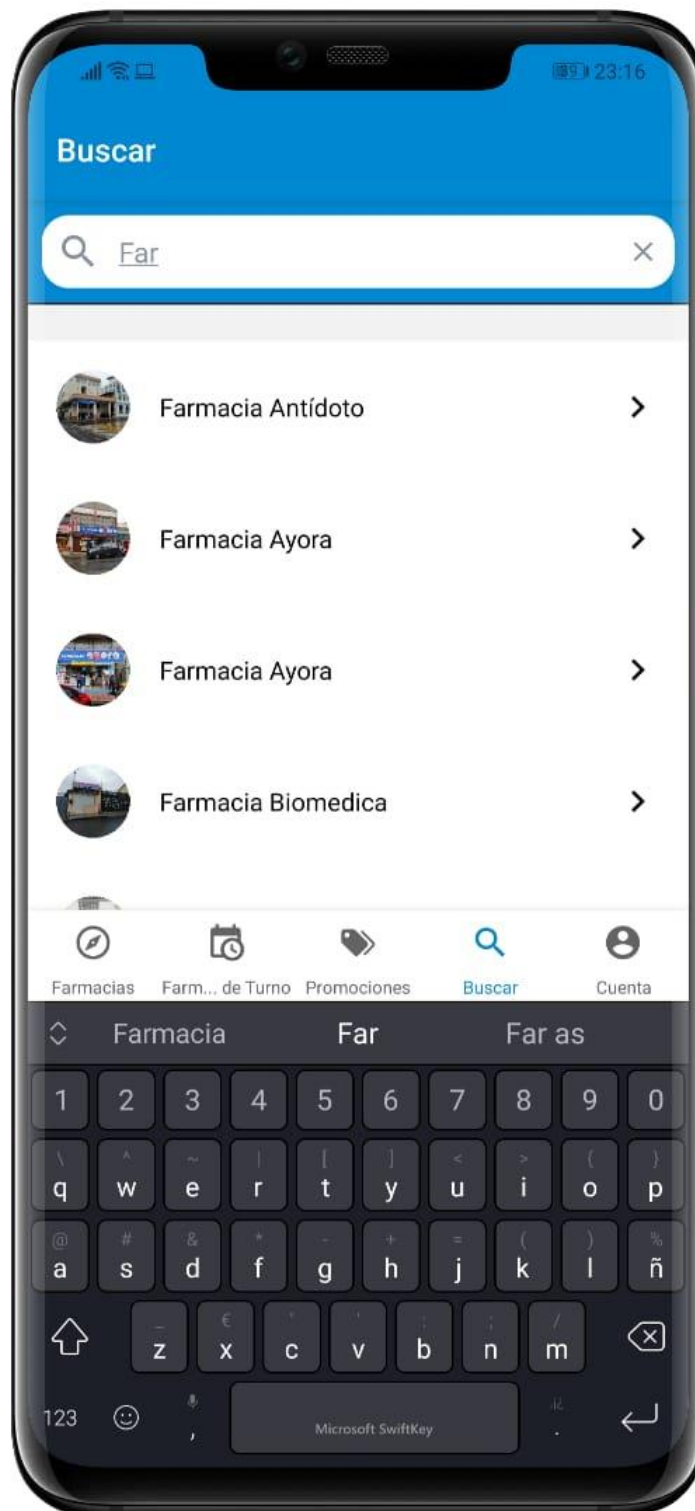 23:16
Buscar
Far
Farmacia Antídoto
Farmacia Ayora
Farmacia Ayora
Farmacia Biomedica
Farmacias Farm... de Turno Promociones Buscar Cuenta
Farmacia Far Far as
1 2 3 4 5 6 7 8 9 0
\ ^ ~ | [ ] < > { }
q w e r t y u i o p
@ # & * - + = ( ) %
a s d f g h j k l ñ
_ € " ' : ; /
z x c v b n m
123 , Microsoft SwiftKey .